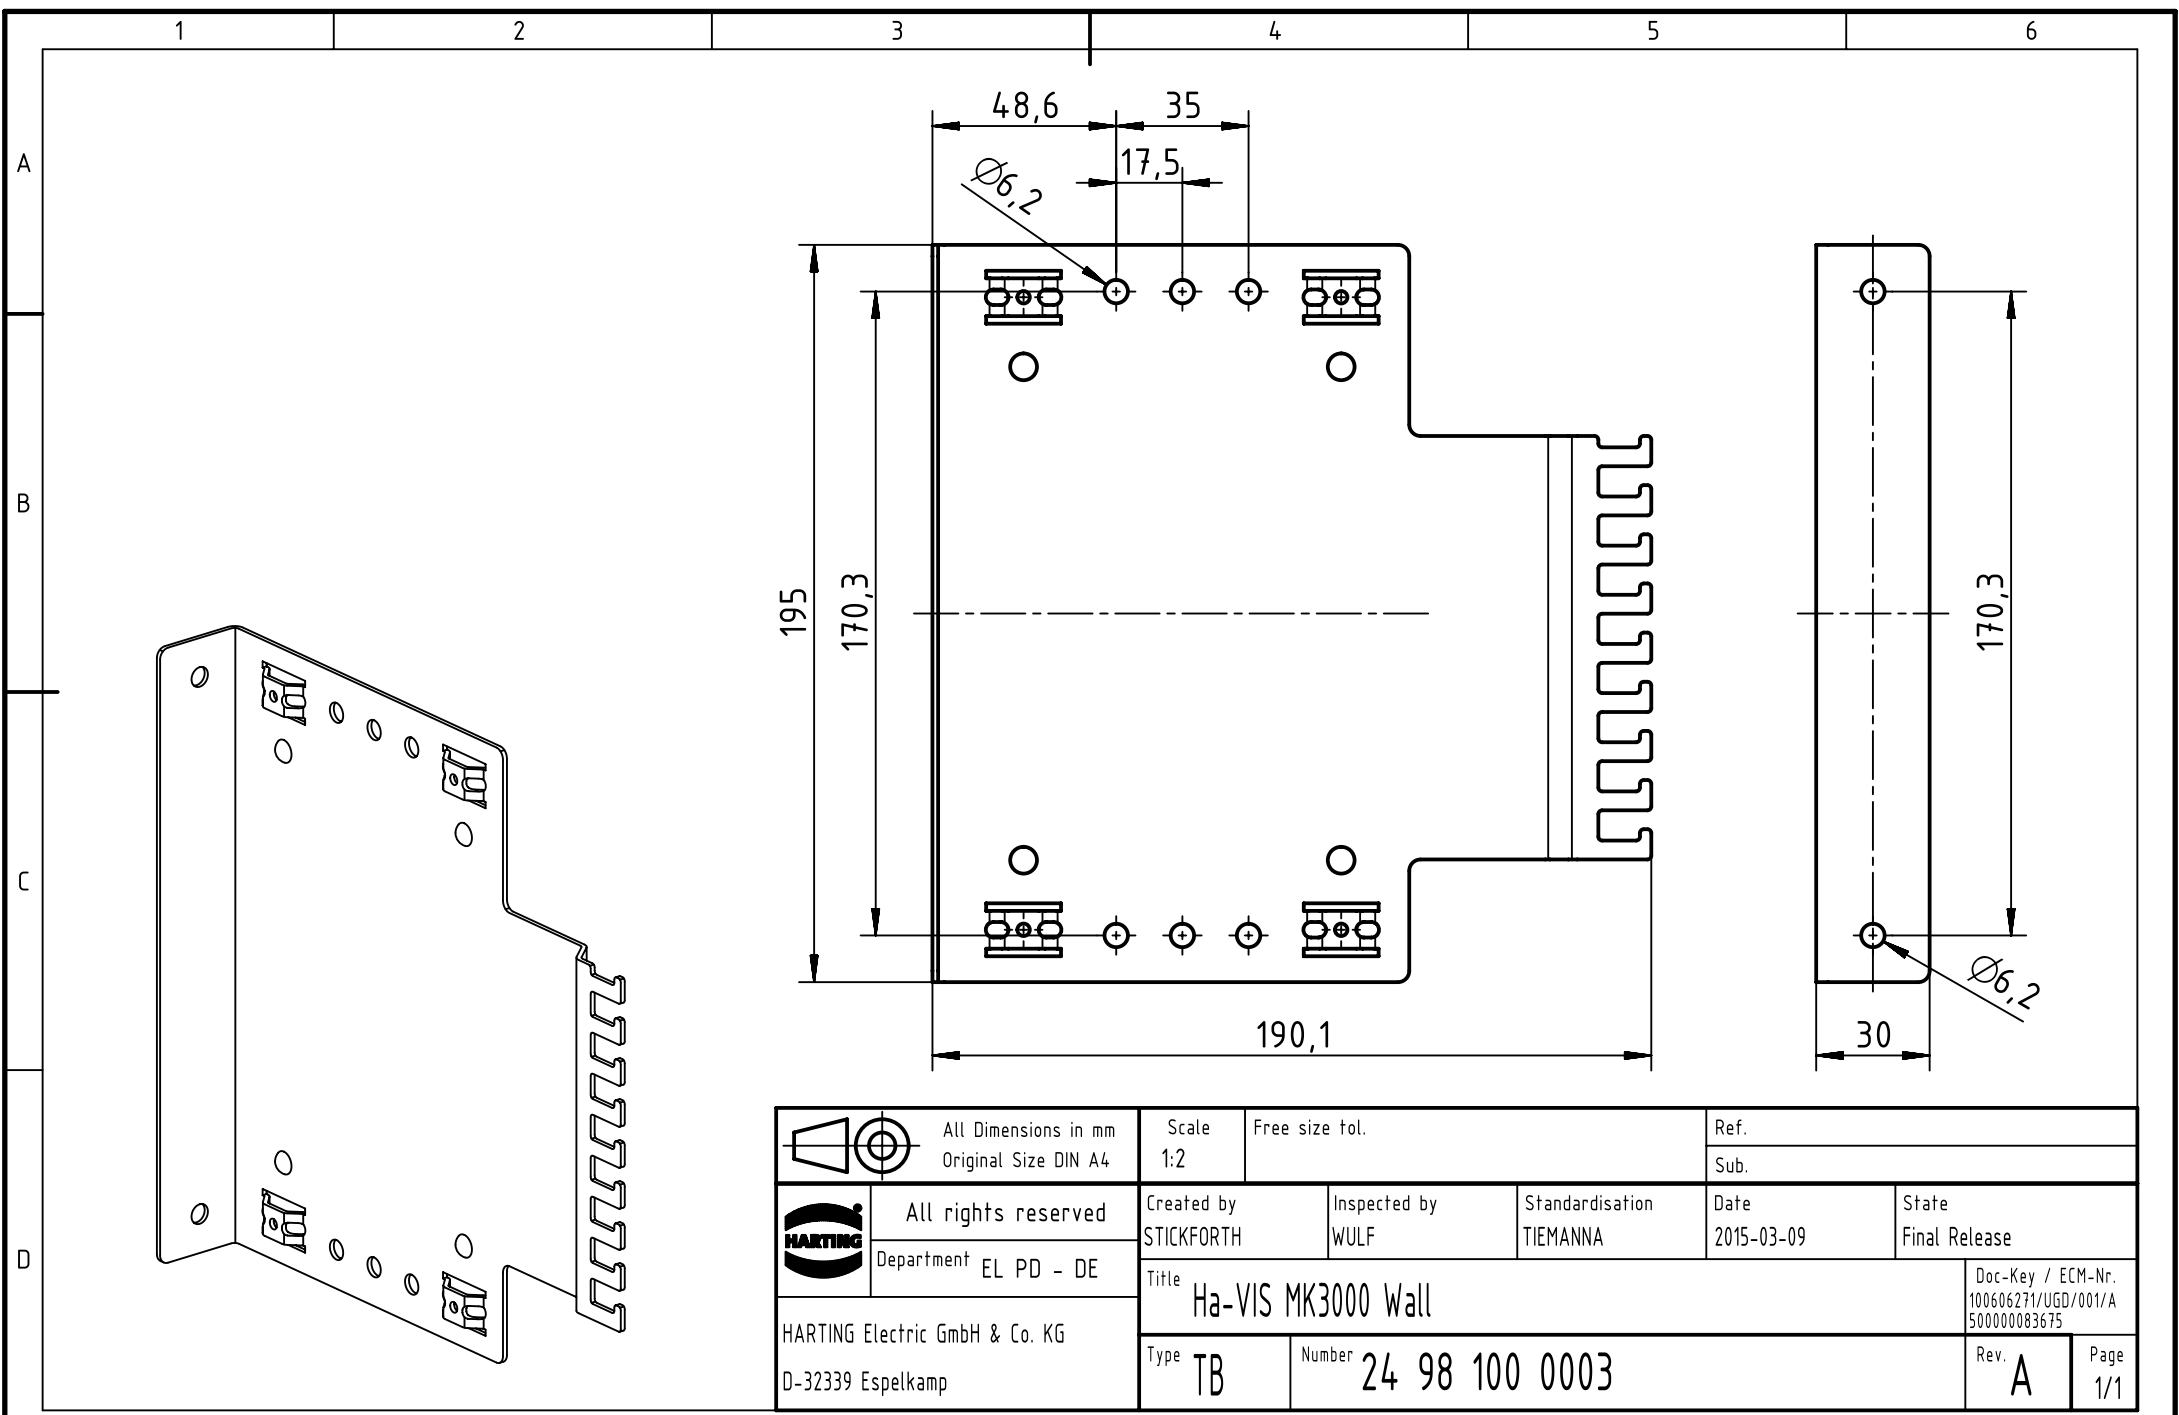 1 2 3 4 5 6
A
B
C
D
48,6
35
17,5
Ø6,2
195
170,3
170,3
Ø6,2
190,1
30
All Dimensions in mm
Original Size DIN A4
Scale
1:2
Free size tol.
Ref.
Sub.
HARTING
All rights reserved
Department EL PD - DE
Created by
STICKFORTH
Inspected by
WULF
Standardisation
TIEMANNA
Date
2015-03-09
State
Final Release
HARTING Electric GmbH & Co. KG
D-32339 Espelkamp
Title Ha-VIS MK3000 Wall
Doc-Key / ECM-Nr.
100606271/UGD/001/A
500000083675
Type TB
Number 24 98 100 0003
Rev. A
Page
1/1